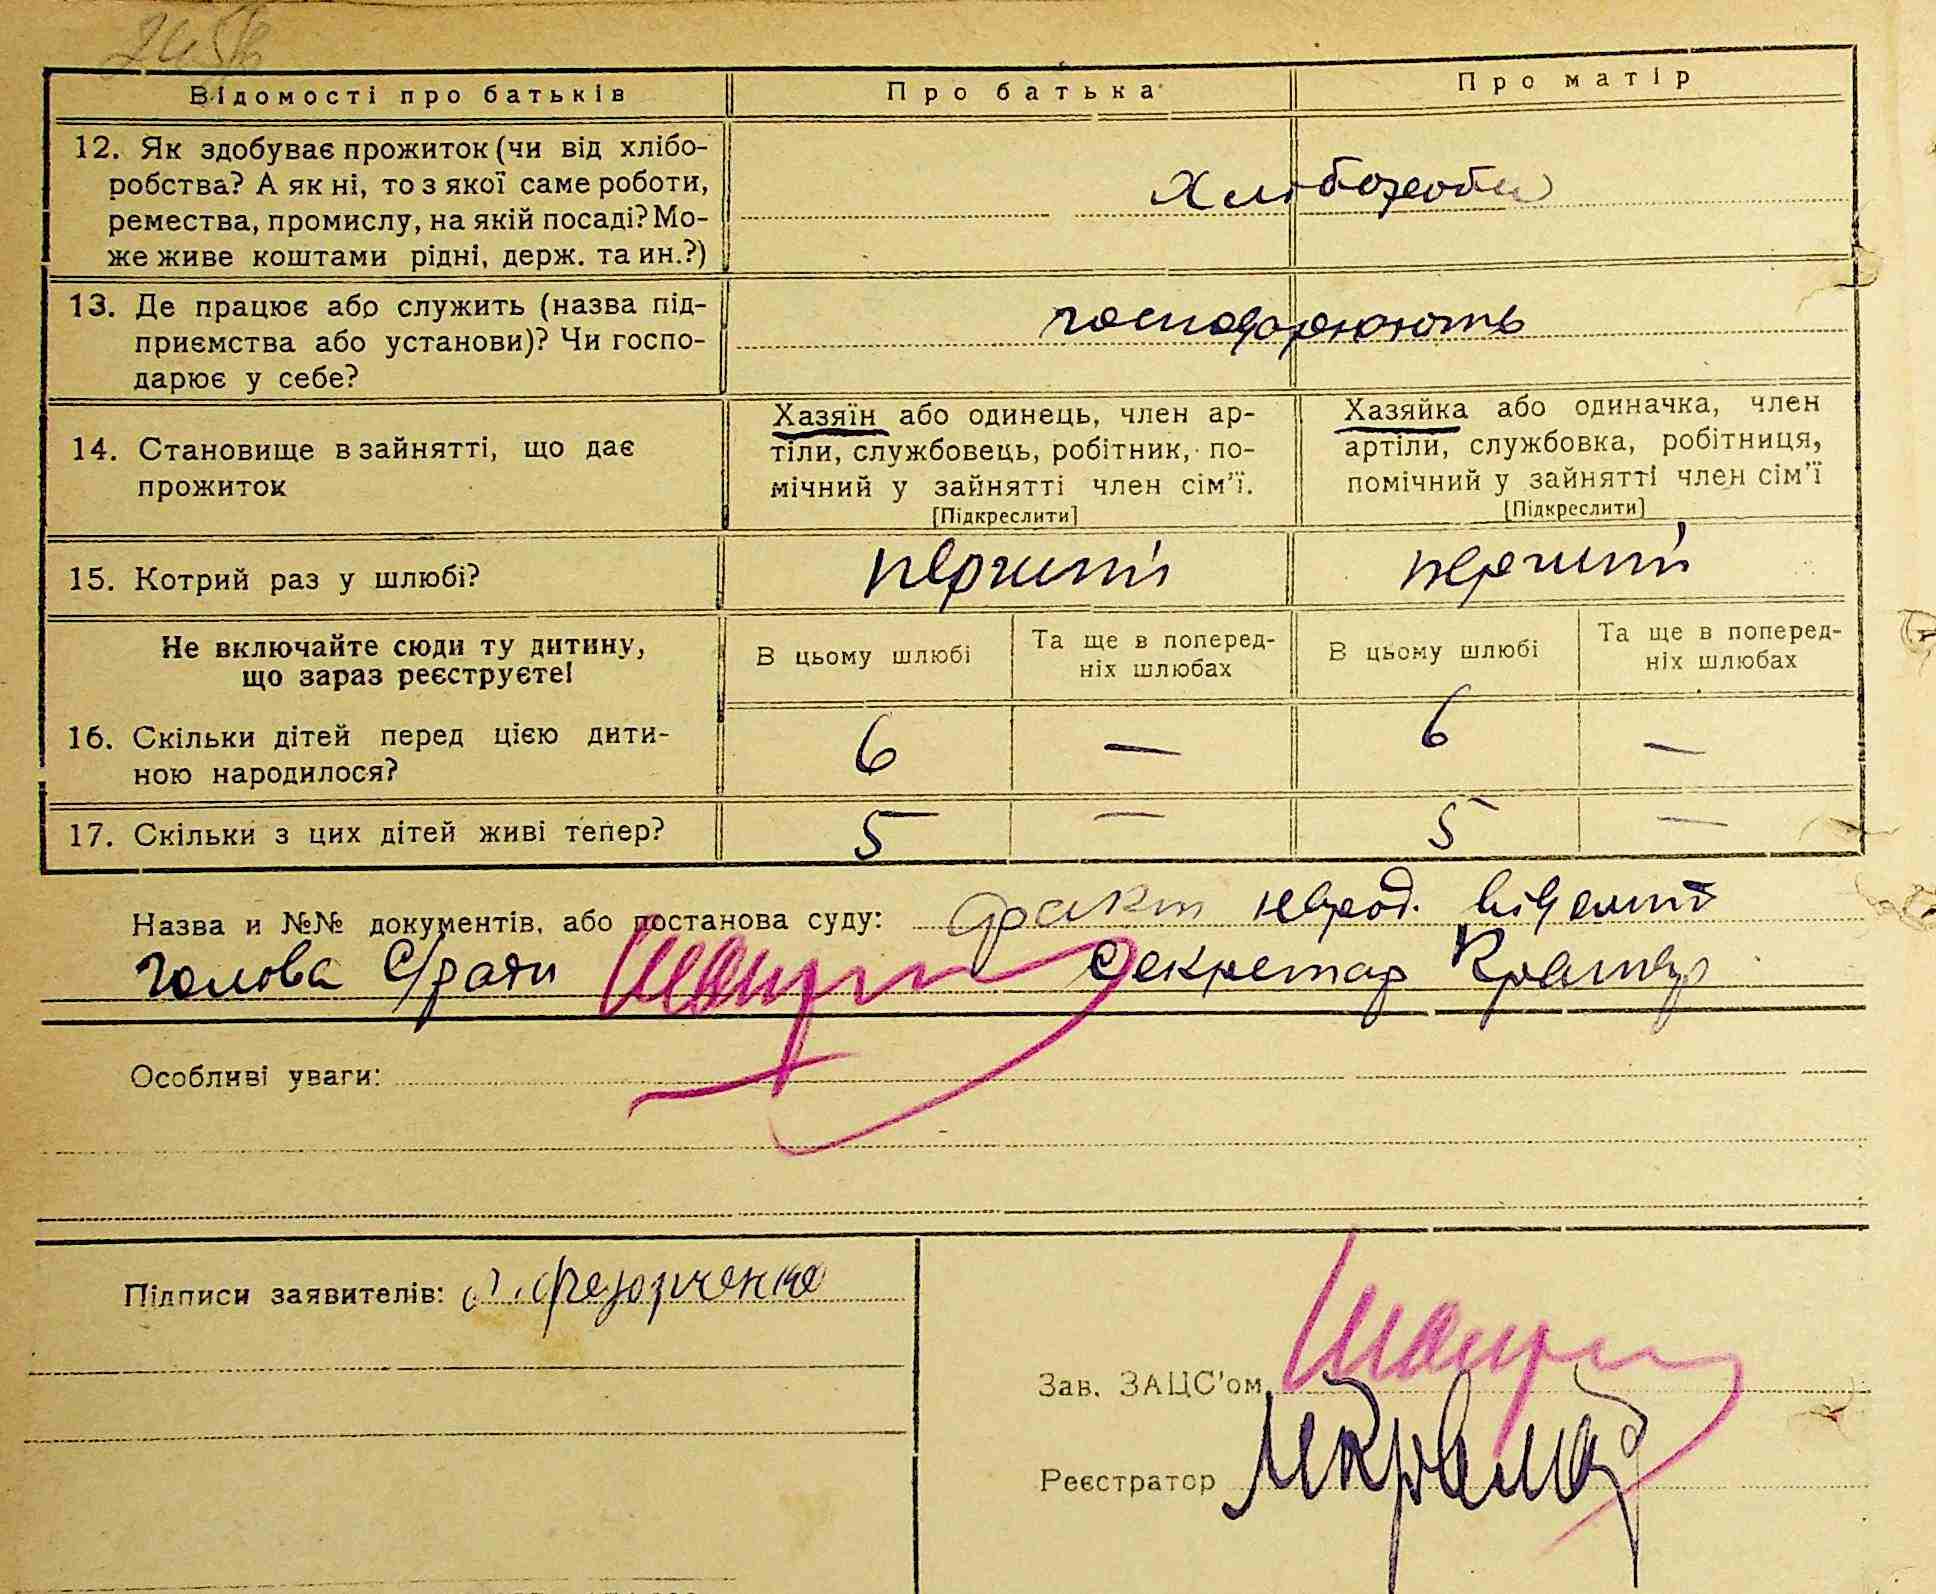 Відомості про батьків
Про батька
Про матір
12. Як здобуває прожиток (чи від хлібо-
робства? А як ні, то з якої саме роботи,
ремества, промислу, на якій посаді? Мо-
же живе коштами рідні, держ. та ин.?)
Хлібороби
13. Де працює або служить (назва під-
приємства або установи)? Чи госпо-
дарює у себе?
господарюють
14. Становище в зайнятті, що дає
прожиток
Хазяїн або одинець, член ар-
тіли, службовець, робітник, по-
мічний у зайнятті член сім'ї.
[Підкреслити]
Хазяйка або одиначка, член
артіли, службовка, робітниця,
помічний у зайнятті член сім'ї
[Підкреслити]
15. Котрий раз у шлюбі?
перший
перший
Не включайте сюди ту дитину,
що зараз реєструєте!
В цьому шлюбі
Та ще в поперед-
ніх шлюбах
В цьому шлюбі
Та ще в поперед-
ніх шлюбах
16. Скільки дітей перед цією дити-
ною народилося?
6
—
6
—
17. Скільки з цих дітей живі тепер?
5
—
5
—
Назва и №№ документів, або постанова суду: факт народ. відомий
Голова С/ради
секретар
Особливі уваги:
Підписи заявителів: Федорченко
Зав. ЗАЦС'ом
Реєстратор